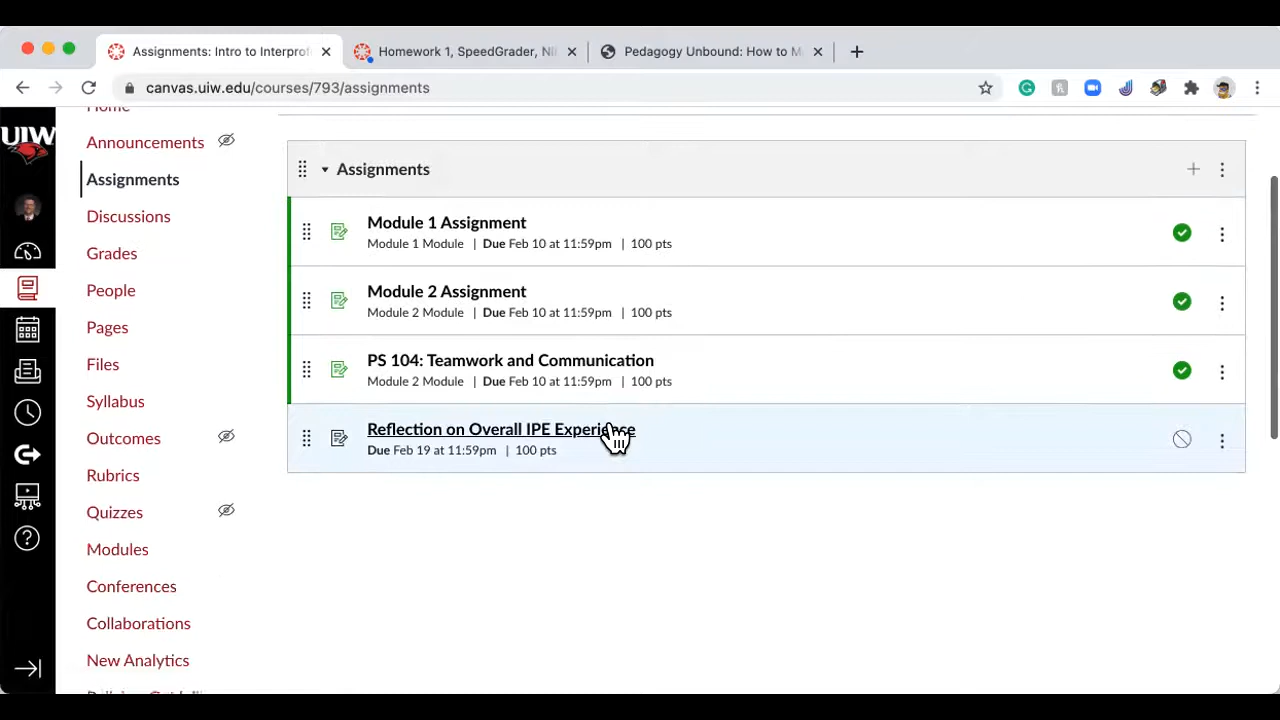 Assignments: Intro to Interprof
Homework 1, SpeedGrader, NI
Pedagogy Unbound: How to M
canvas.uiw.edu/courses/793/assignments
UIW
Home
Announcements
Assignments
Discussions
Grades
People
Pages
Files
Syllabus
Outcomes
Rubrics
Quizzes
Modules
Conferences
Collaborations
New Analytics
Assignments
Module 1 Assignment
Module 1 Module | Due Feb 10 at 11:59pm | 100 pts
Module 2 Assignment
Module 2 Module | Due Feb 10 at 11:59pm | 100 pts
PS 104: Teamwork and Communication
Module 2 Module | Due Feb 10 at 11:59pm | 100 pts
Reflection on Overall IPE Experience
Due Feb 19 at 11:59pm | 100 pts